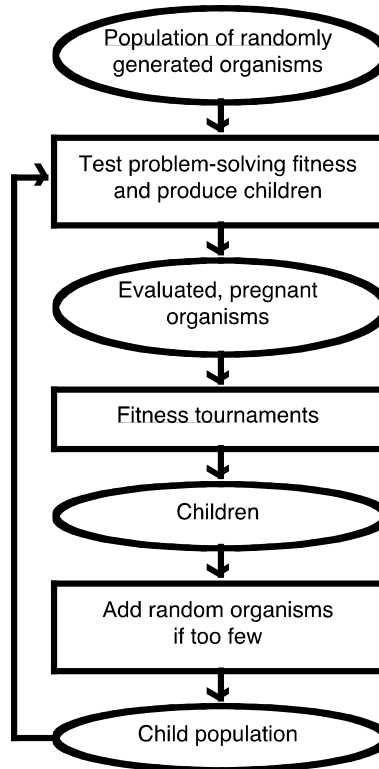 Population of randomly
generated organisms
Test problem-solving fitness
and produce children
Evaluated, pregnant
organisms
Fitness tournaments
Children
Add random organisms
if too few
Child population